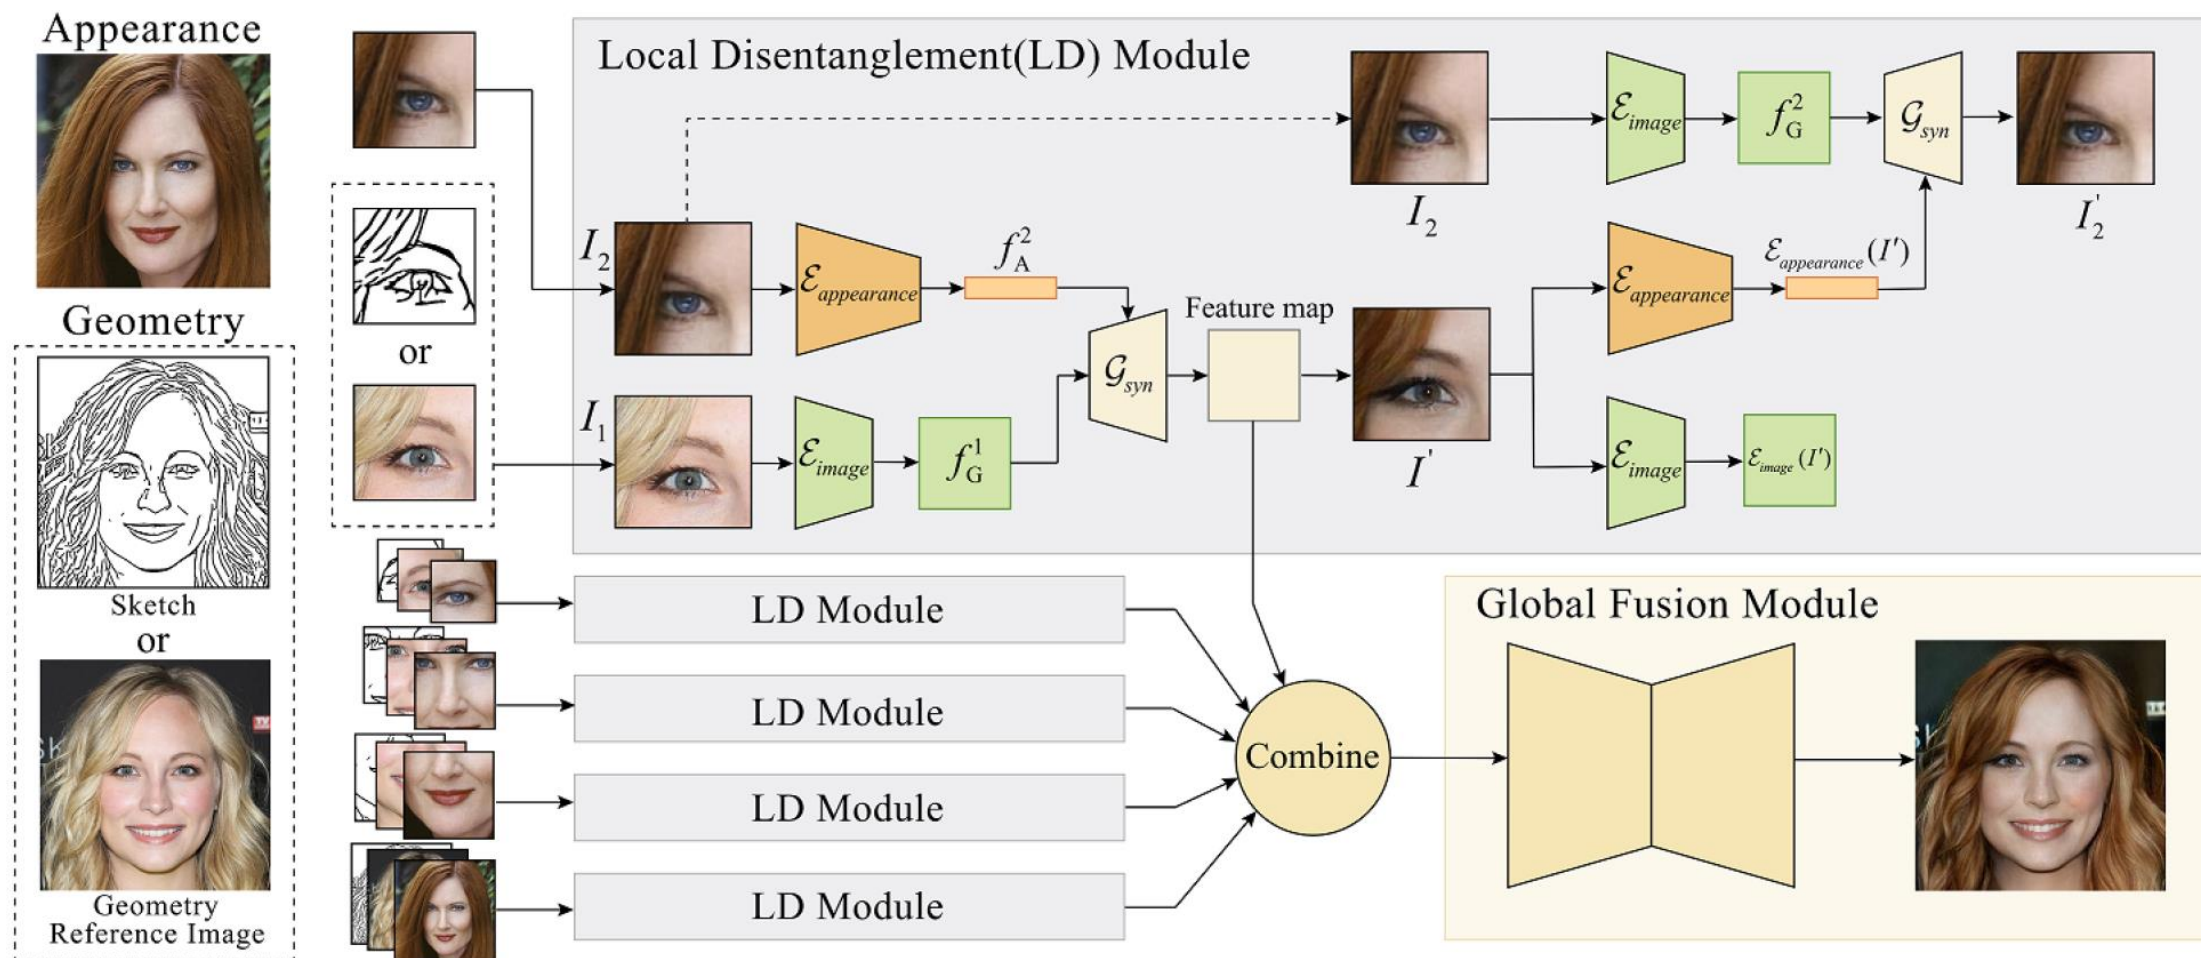 Appearance
Geometry
Sketch
or
Geometry
Reference Image
or
Local Disentanglement(LD) Module
I₂
ℰappearance
f²A
I₁
ℰimage
f¹G
𝒢syn
Feature map
I₂
ℰimage
f²G
𝒢syn
I₂'
I'
ℰappearance
ℰappearance(I')
ℰimage
ℰimage(I')
LD Module
LD Module
LD Module
LD Module
Combine
Global Fusion Module